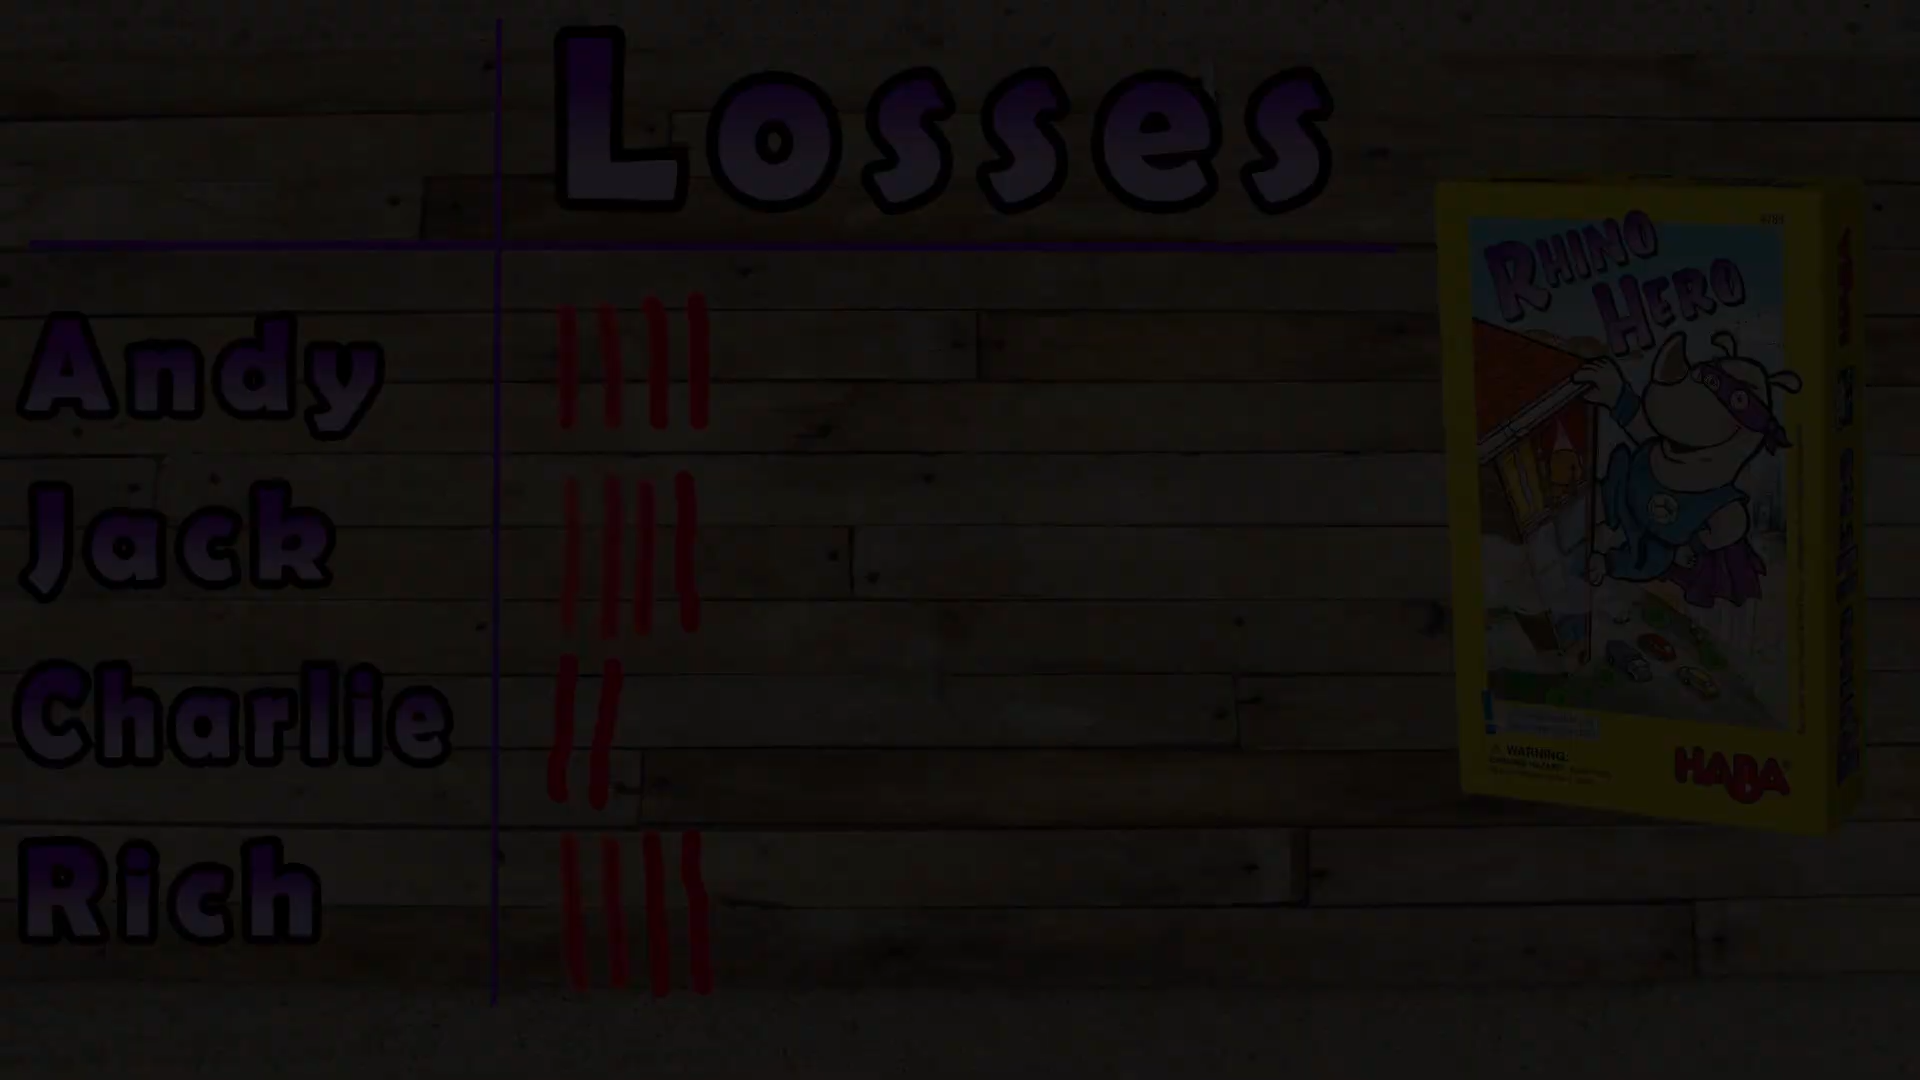 Losses
Andy
Jack
Charlie
Rich
RHINO
HERO
WARNING:
HABA